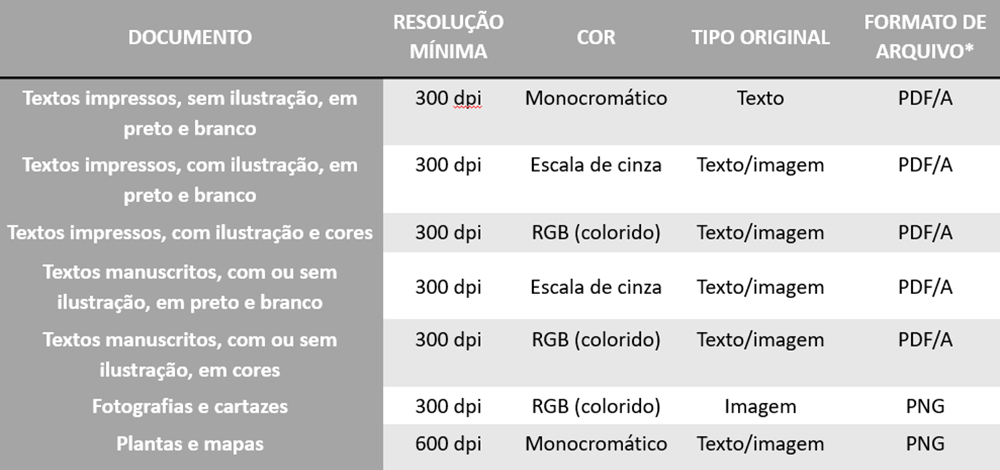 DOCUMENTO RESOLUÇÃO MÍNIMA COR TIPO ORIGINAL FORMATO DE ARQUIVO*
Textos impressos, sem ilustração, em preto e branco 300 dpi Monocromático Texto PDF/A
Textos impressos, com ilustração, em preto e branco 300 dpi Escala de cinza Texto/imagem PDF/A
Textos impressos, com ilustração e cores 300 dpi RGB (colorido) Texto/imagem PDF/A
Textos manuscritos, com ou sem ilustração, em preto e branco 300 dpi Escala de cinza Texto/imagem PDF/A
Textos manuscritos, com ou sem ilustração, em cores 300 dpi RGB (colorido) Texto/imagem PDF/A
Fotografias e cartazes 300 dpi RGB (colorido) Imagem PNG
Plantas e mapas 600 dpi Monocromático Texto/imagem PNG